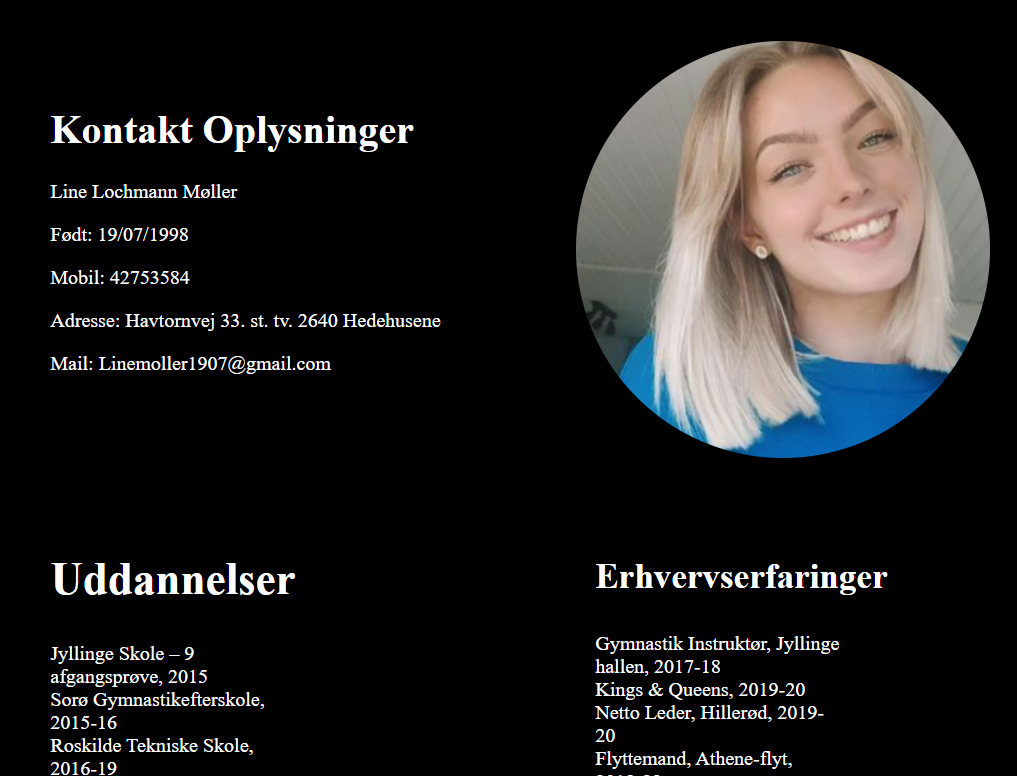 Kontakt Oplysninger
Line Lochmann Møller
Født: 19/07/1998
Mobil: 42753584
Adresse: Havtornvej 33. st. tv. 2640 Hedehusene
Mail: Linemoller1907@gmail.com
Uddannelser
Jyllinge Skole – 9
afgangsprøve, 2015
Sorø Gymnastikefterskole,
2015-16
Roskilde Tekniske Skole,
2016-19
Erhvervserfaringer
Gymnastik Instruktør, Jyllinge
hallen, 2017-18
Kings & Queens, 2019-20
Netto Leder, Hillerød, 2019-
20
Flyttemand, Athene-flyt,